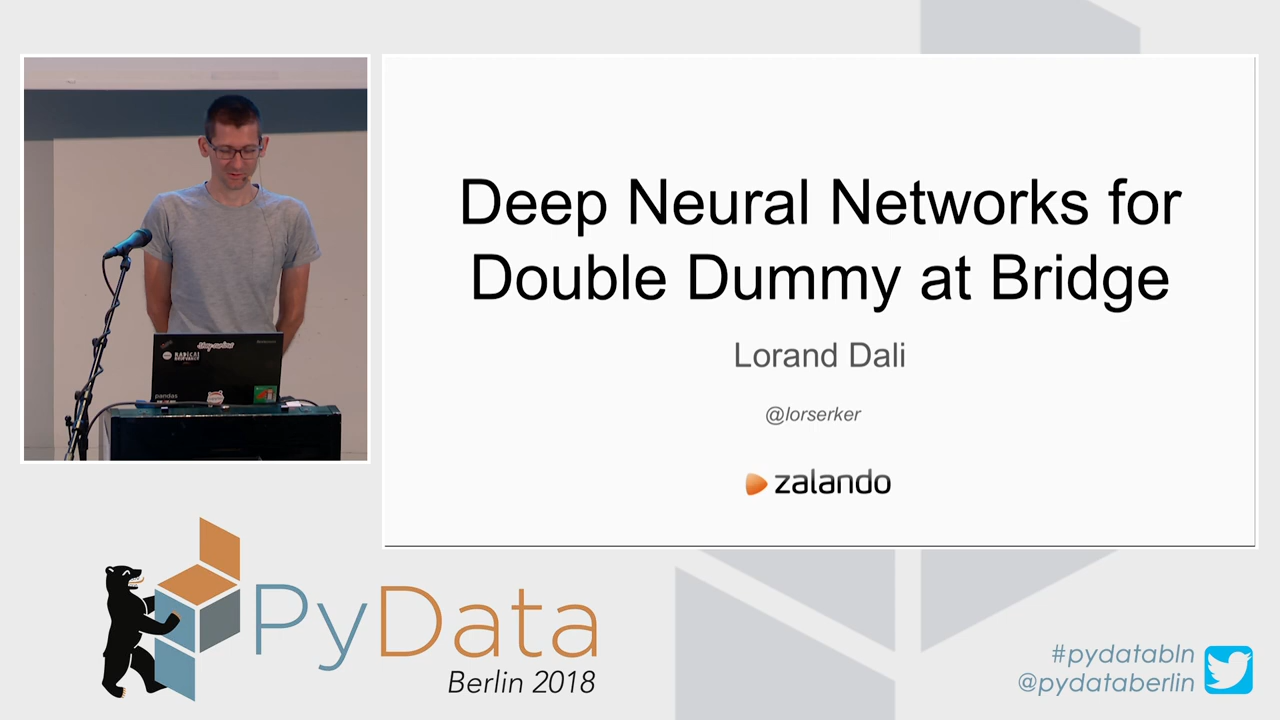 Deep Neural Networks for
Double Dummy at Bridge
Lorand Dali
@lorserker
zalando
pandas
PyData
Berlin 2018
#pydatabln
@pydataberlin